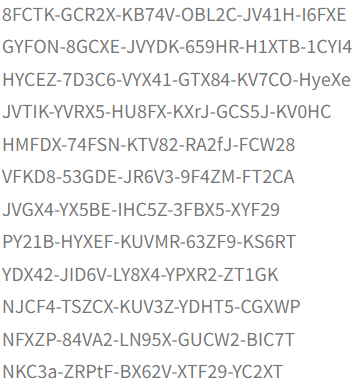 8FCTK-GCR2X-KB74V-OBL2C-JV41H-I6FXE
GYFON-8GCXE-JVYDK-659HR-H1XTB-1CYI4
HYCEZ-7D3C6-VYX41-GTX84-KV7CO-HyeXe
JVTIK-YVRX5-HU8FX-KXrJ-GCS5J-KV0HC
HMFDX-74FSN-KTV82-RA2fJ-FCW28
VFKD8-53GDE-JR6V3-9F4ZM-FT2CA
JVGX4-YX5BE-IHC5Z-3FBX5-XYF29
PY21B-HYXEF-KUVMR-63ZF9-KS6RT
YDX42-JID6V-LY8X4-YPXR2-ZT1GK
NJCF4-TSZCX-KUV3Z-YDHT5-CGXWP
NFXZP-84VA2-LN95X-GUCW2-BIC7T
NKC3a-ZRPtF-BX62V-XTF29-YC2XT